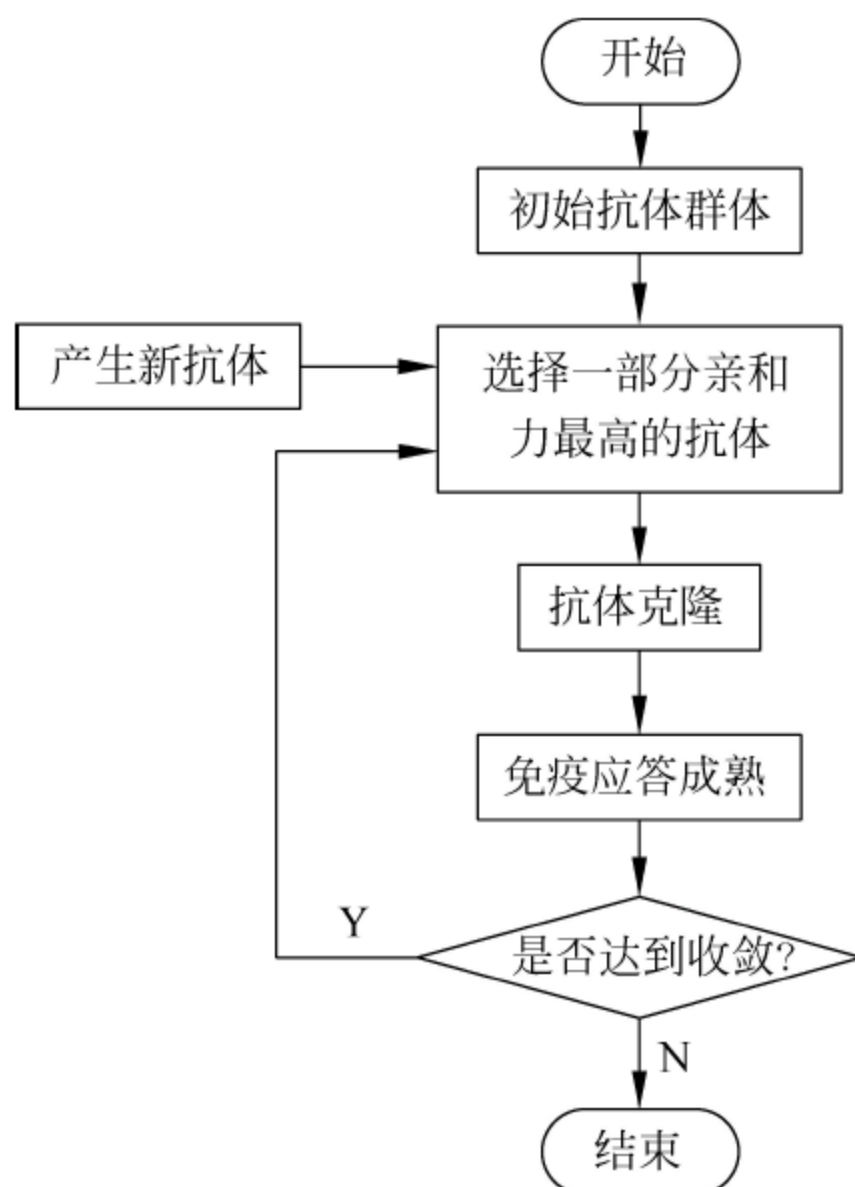 开始
初始抗体群体
产生新抗体
选择一部分亲和
力最高的抗体
抗体克隆
免疫应答成熟
Y
是否达到收敛?
N
结束